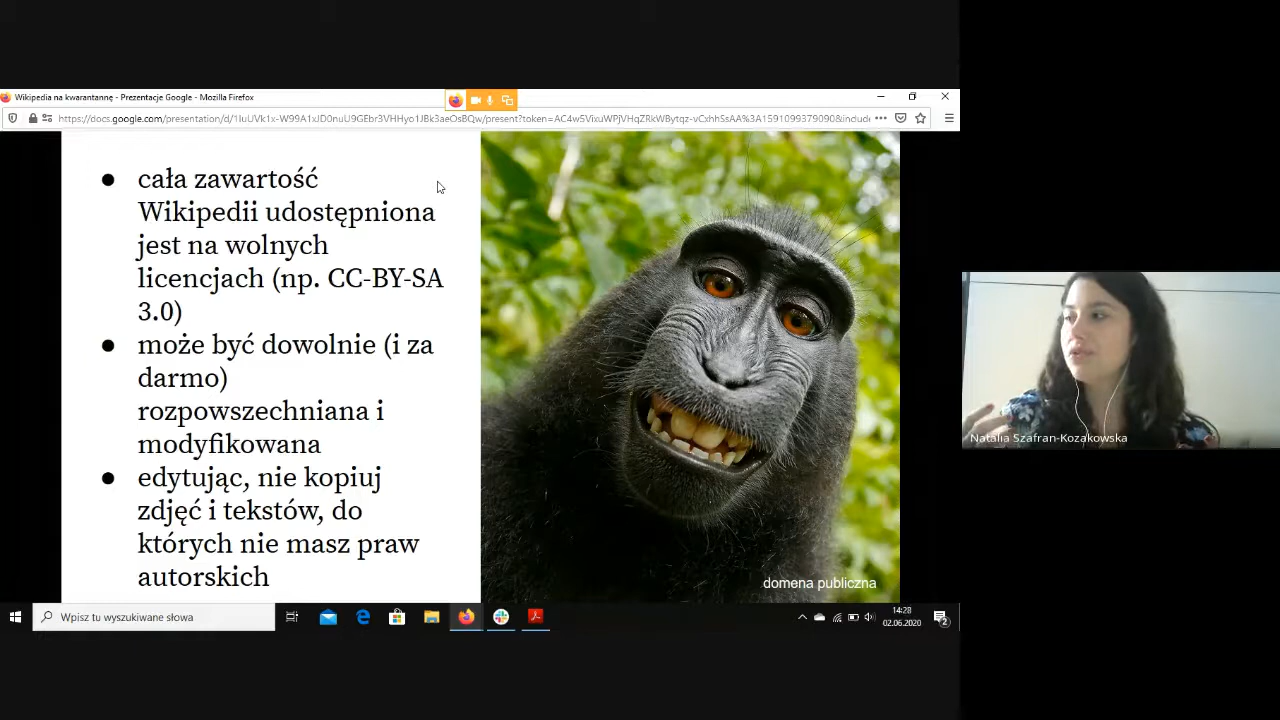 Wikipedia na kwarantannę - Prezentacje Google - Mozilla Firefox
cała zawartość
Wikipedii udostępniona
jest na wolnych
licencjach (np. CC-BY-SA
3.0)
może być dowolnie (i za
darmo)
rozpowszechniana i
modyfikowana
edytując, nie kopiuj
zdjęć i tekstów, do
których nie masz praw
autorskich
domena publiczna
Natalia Szafran-Kozakowska
Wpisz tu wyszukiwane słowa
14:28
02.06.2020
2